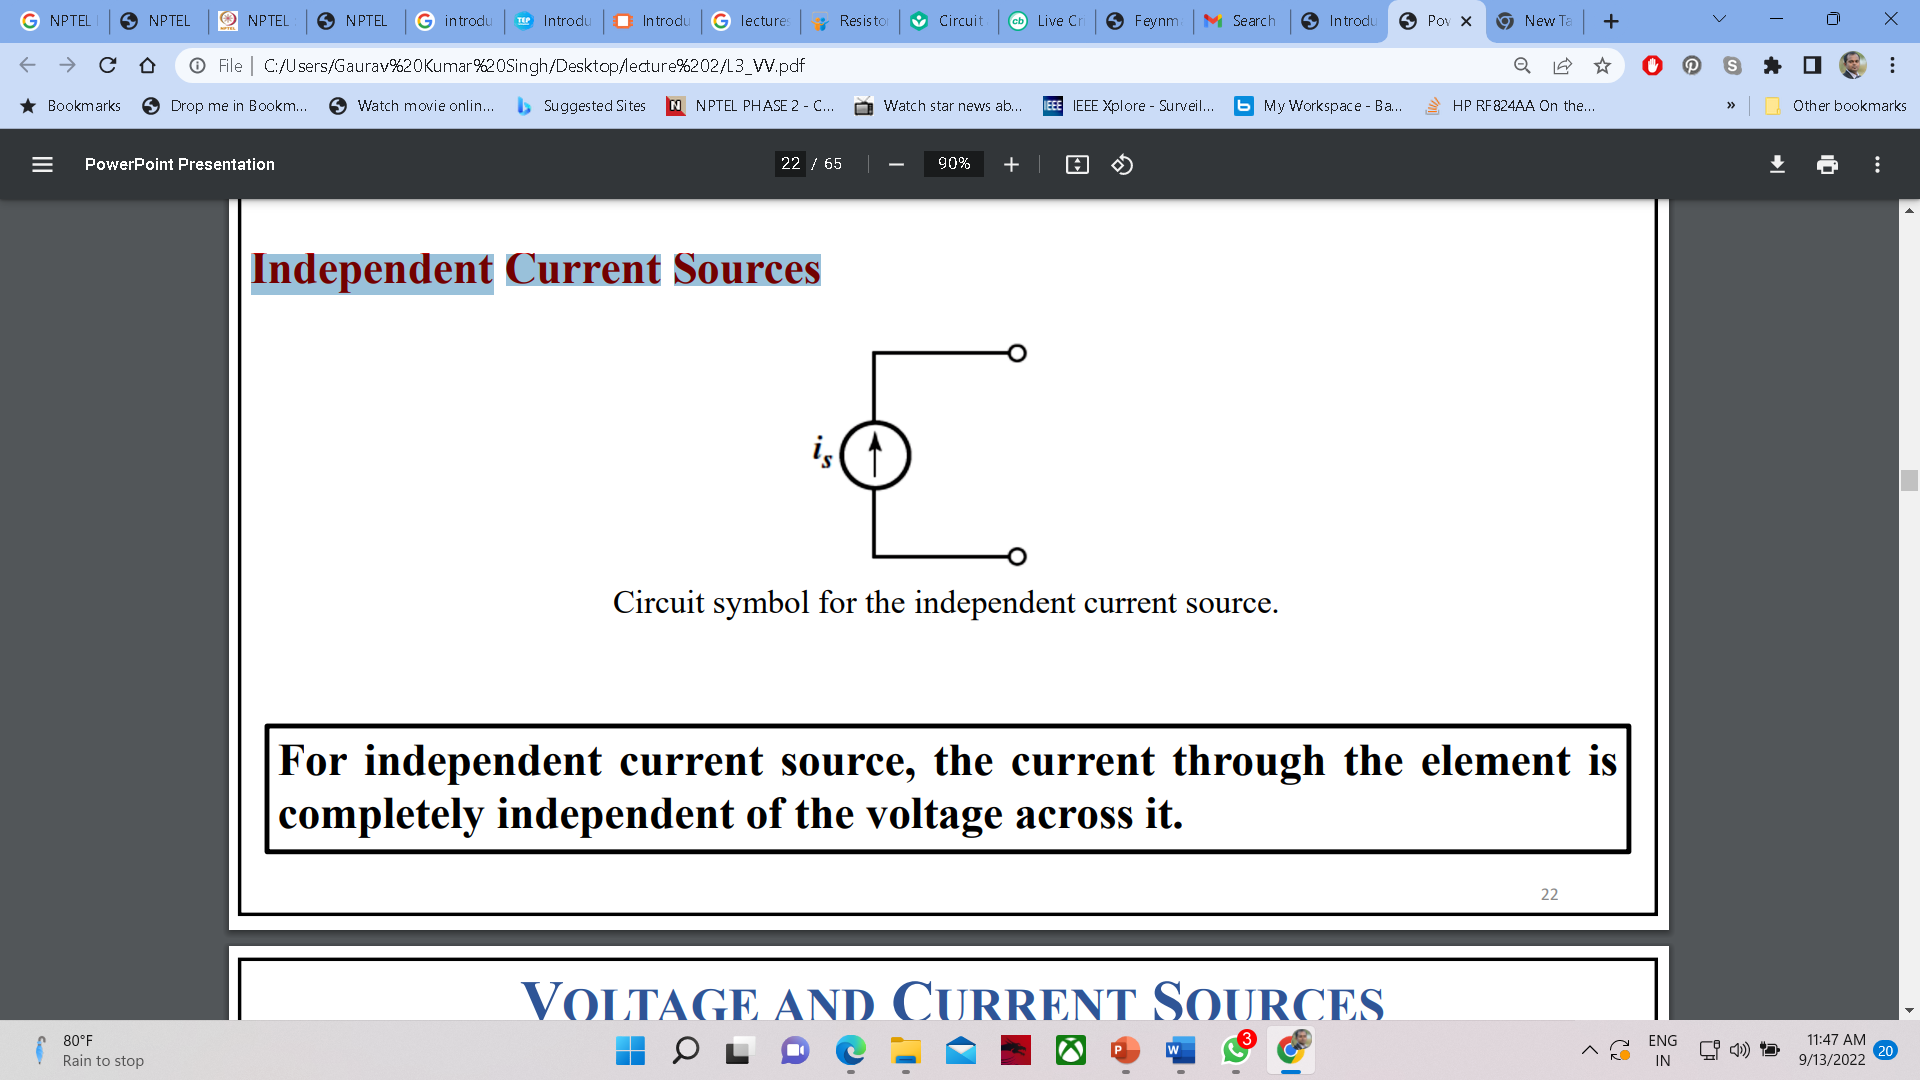 NPTEL
NPTEL
NPTEL
NPTEL
introdu
Introdu
Introdu
lectures
Resisto
Circuit
Live Cri
Feynm
Search
Introdu
Pov
New Ta
File
C:/Users/Gaurav%20Kumar%20Singh/Desktop/lecture%202/L3_VV.pdf
Bookmarks
Drop me in Bookm...
Watch movie onlin...
Suggested Sites
NPTEL PHASE 2 - C...
Watch star news ab...
IEEE Xplore - Surveil...
My Workspace - Ba...
HP RF824AA On the...
»
Other bookmarks
PowerPoint Presentation
22 / 65
90%
Independent Current Sources
is
Circuit symbol for the independent current source.
For independent current source, the current through the element is
completely independent of the voltage across it.
22
VOLTAGE AND CURRENT SOURCES
80°F
Rain to stop
3
ENG
IN
11:47 AM
9/13/2022
20